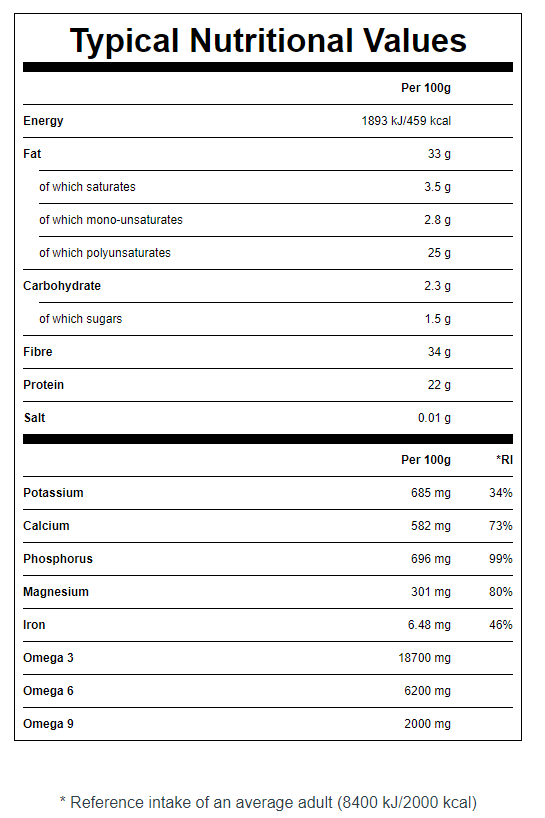 Typical Nutritional Values
Per 100g
Energy 1893 kJ/459 kcal
Fat 33 g
of which saturates 3.5 g
of which mono-unsaturates 2.8 g
of which polyunsaturates 25 g
Carbohydrate 2.3 g
of which sugars 1.5 g
Fibre 34 g
Protein 22 g
Salt 0.01 g
Per 100g *RI
Potassium 685 mg 34%
Calcium 582 mg 73%
Phosphorus 696 mg 99%
Magnesium 301 mg 80%
Iron 6.48 mg 46%
Omega 3 18700 mg
Omega 6 6200 mg
Omega 9 2000 mg
* Reference intake of an average adult (8400 kJ/2000 kcal)